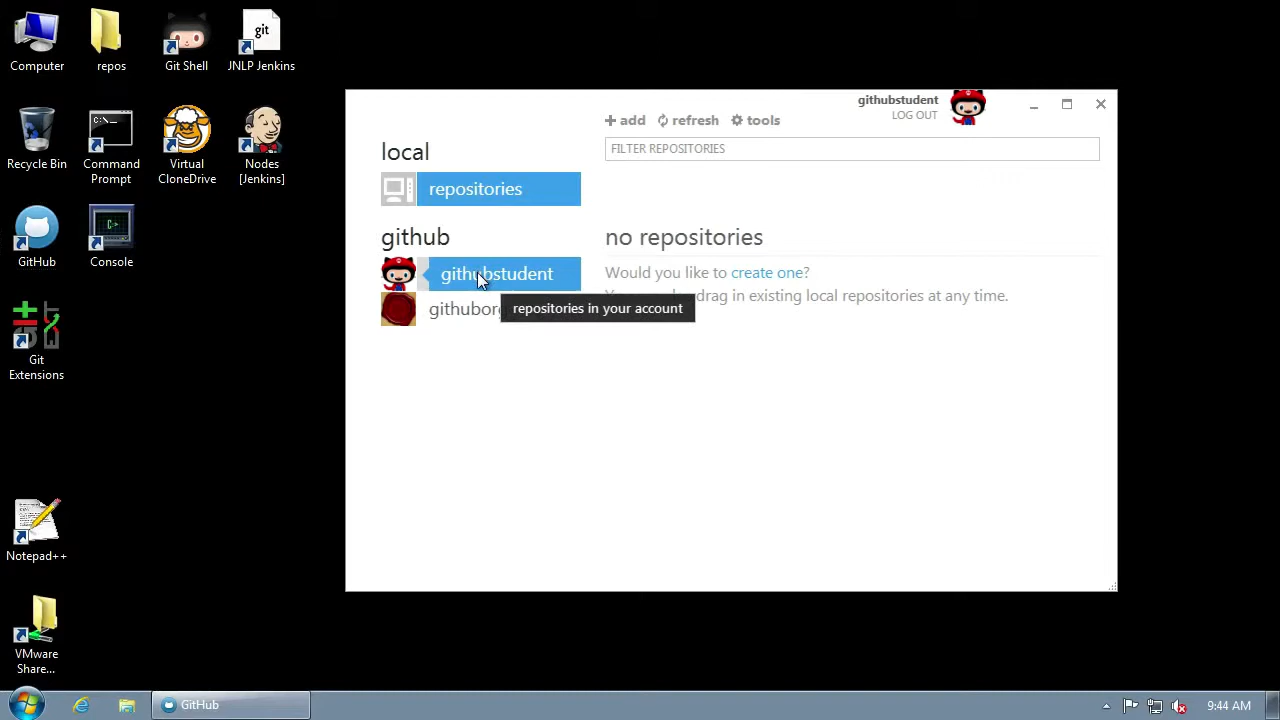 Computer
repos
Git Shell
git
JNLP Jenkins
Recycle Bin
C:\_
Command
Prompt
Virtual
CloneDrive
Nodes
[Jenkins]
GitHub
C>
Console
Git
Extensions
Notepad++
VMware
Share...
githubstudent
LOG OUT
add
refresh
tools
FILTER REPOSITORIES
local
repositories
github
githubstudent
no repositories
Would you like to create one?
drag in existing local repositories at any time.
repositories in your account
GitHub
9:44 AM